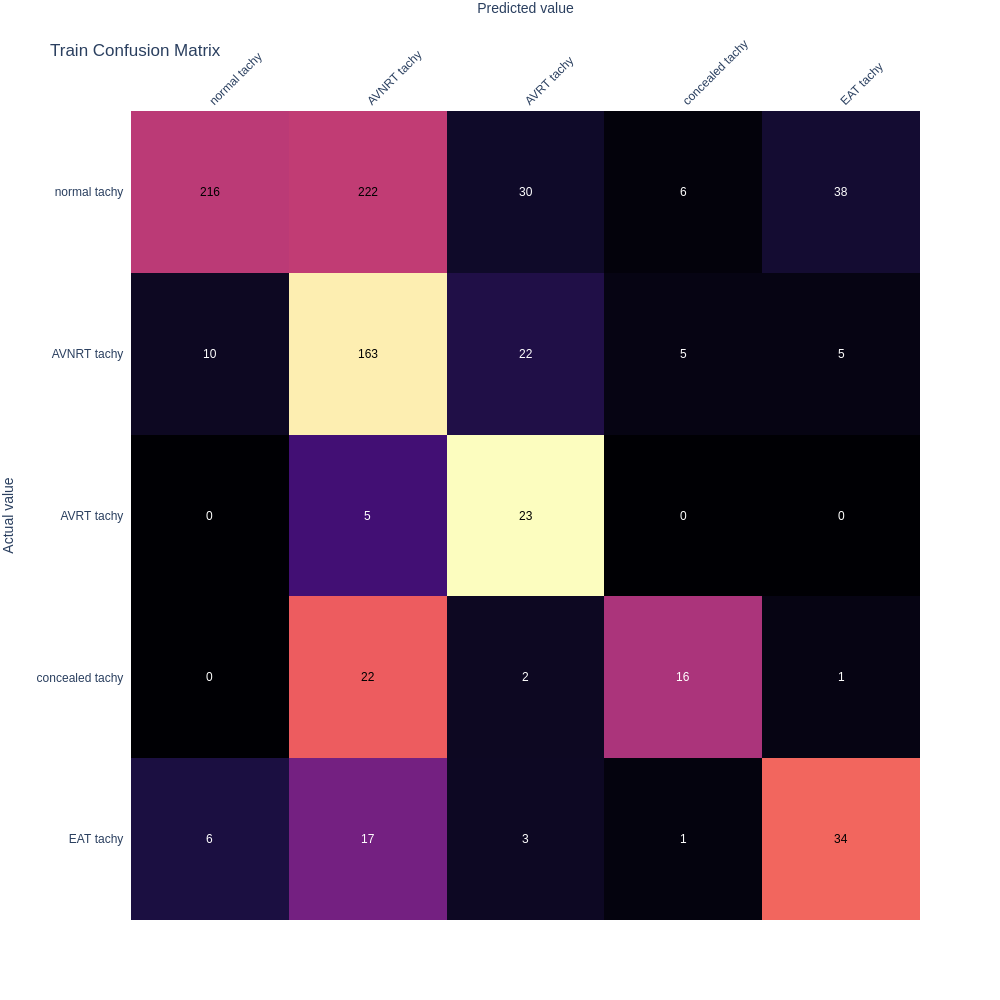 Predicted value
Train Confusion Matrix
normal tachy
AVNRT tachy
AVRT tachy
concealed tachy
EAT tachy
normal tachy 216 222 30 6 38
AVNRT tachy 10 163 22 5 5
Actual value
AVRT tachy 0 5 23 0 0
concealed tachy 0 22 2 16 1
EAT tachy 6 17 3 1 34